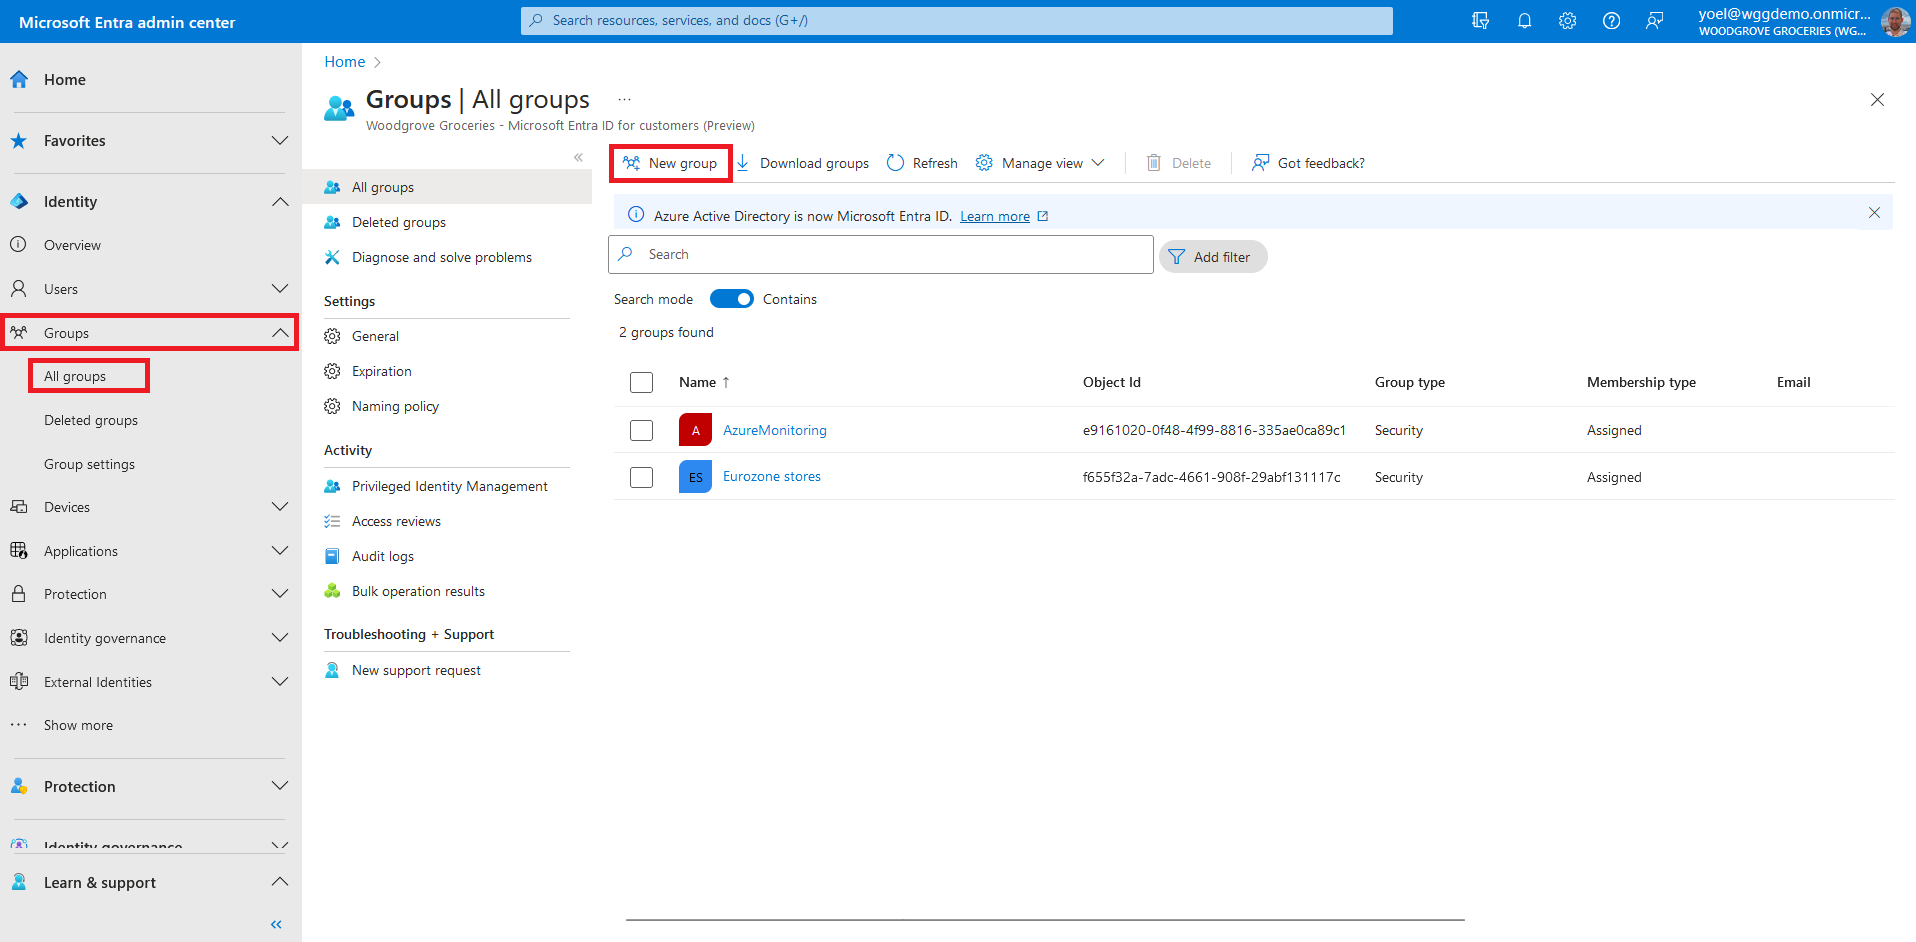 Microsoft Entra admin center
Search resources, services, and docs (G+/)
yoel@wggdemo.onmicr...
WOODGROVE GROCERIES (WG...
Home
Favorites
Identity
Overview
Users
Groups
All groups
Deleted groups
Group settings
Devices
Applications
Protection
Identity governance
External Identities
Show more
Protection
Identity governance
Learn & support
Home
Groups | All groups
Woodgrove Groceries - Microsoft Entra ID for customers (Preview)
All groups
Deleted groups
Diagnose and solve problems
Settings
General
Expiration
Naming policy
Activity
Privileged Identity Management
Access reviews
Audit logs
Bulk operation results
Troubleshooting + Support
New support request
New group Download groups Refresh Manage view Delete Got feedback?
Azure Active Directory is now Microsoft Entra ID. Learn more
Search Add filter
Search mode Contains
2 groups found
Name ↑ Object Id Group type Membership type Email
A AzureMonitoring e9161020-0f48-4f99-8816-335ae0ca89c1 Security Assigned
ES Eurozone stores f655f32a-7adc-4661-908f-29abf131117c Security Assigned